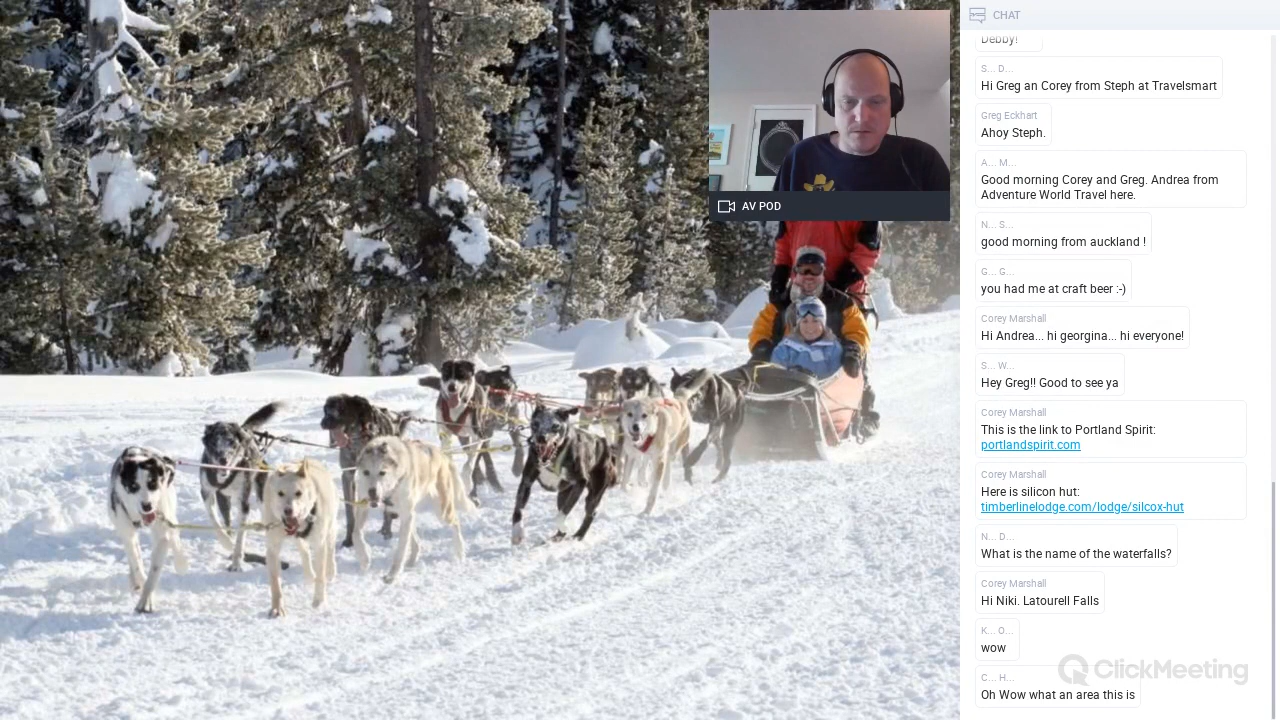 CHAT
Debby!
S... D...
Hi Greg an Corey from Steph at Travelsmart
Greg Eckhart
Ahoy Steph.
A... M...
Good morning Corey and Greg. Andrea from
Adventure World Travel here.
N... S...
good morning from auckland !
G... G...
you had me at craft beer :-)
Corey Marshall
Hi Andrea... hi georgina... hi everyone!
S... W...
Hey Greg!! Good to see ya
Corey Marshall
This is the link to Portland Spirit:
portlandspirit.com
Corey Marshall
Here is silicon hut:
timberlinelodge.com/lodge/silcox-hut
N... D...
What is the name of the waterfalls?
Corey Marshall
Hi Niki. Latourell Falls
K... O...
wow
C... H...
Oh Wow what an area this is
ClickMeeting
AV POD